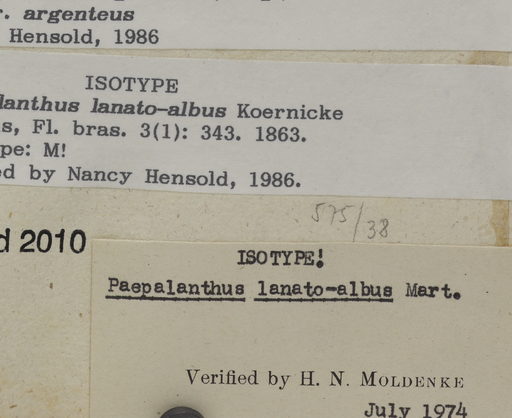 r. argenteus
Hensold, 1986
ISOTYPE
lanthus lanato-albus Koernicke
s, Fl. bras. 3(1): 343. 1863.
pe: M!
ed by Nancy Hensold, 1986.
575/38
d 2010
ISOTYPE!
Paepalanthus lanato-albus Mart.
Verified by H. N. MOLDENKE
July 1974